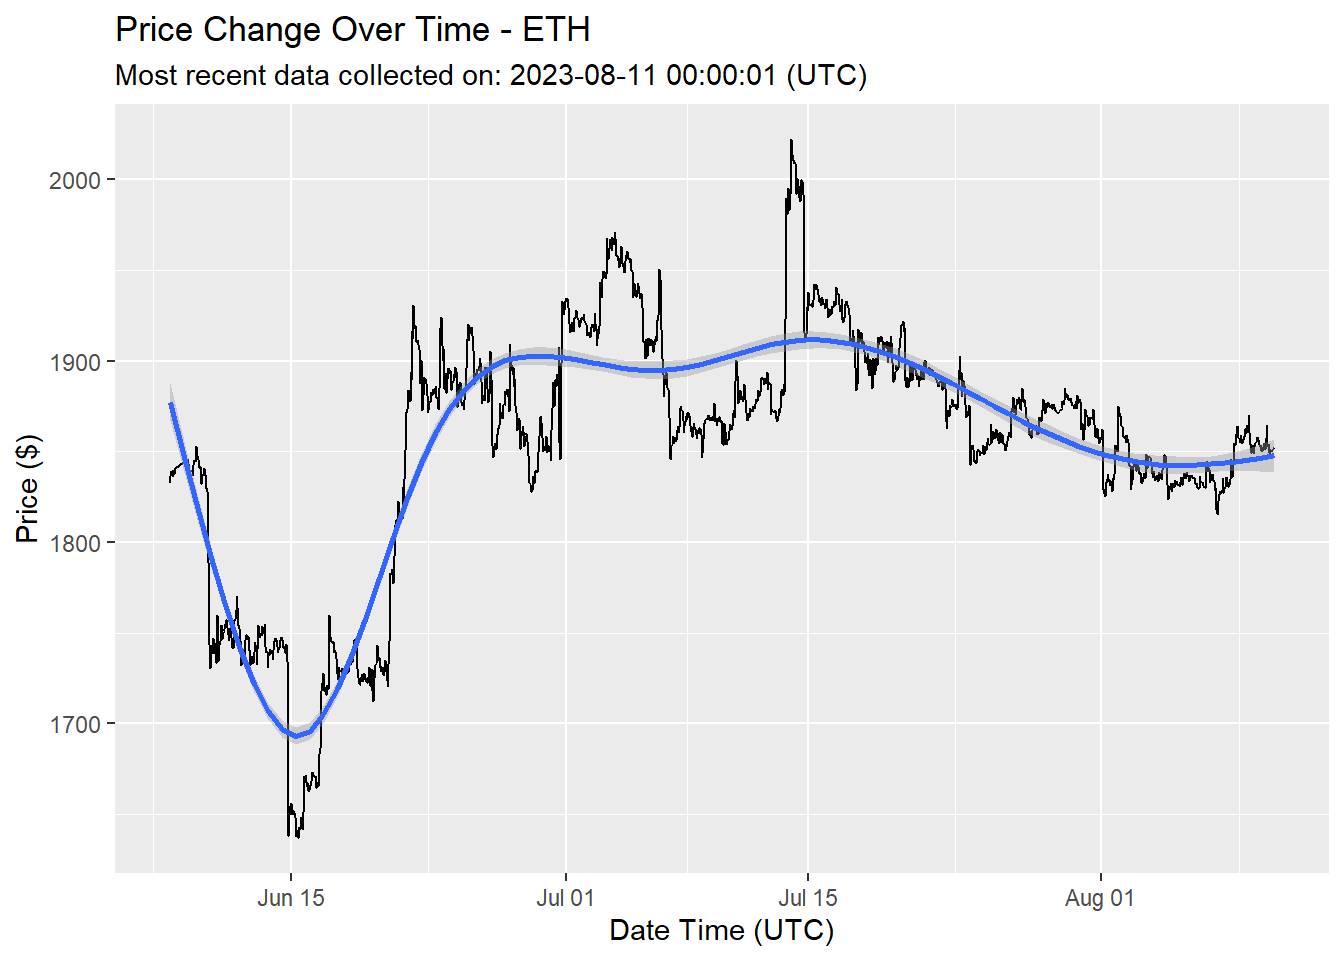 Price Change Over Time - ETH
Most recent data collected on: 2023-08-11 00:00:01 (UTC)
Price ($)
2000
1900
1800
1700
Jun 15
Jul 01
Jul 15
Aug 01
Date Time (UTC)